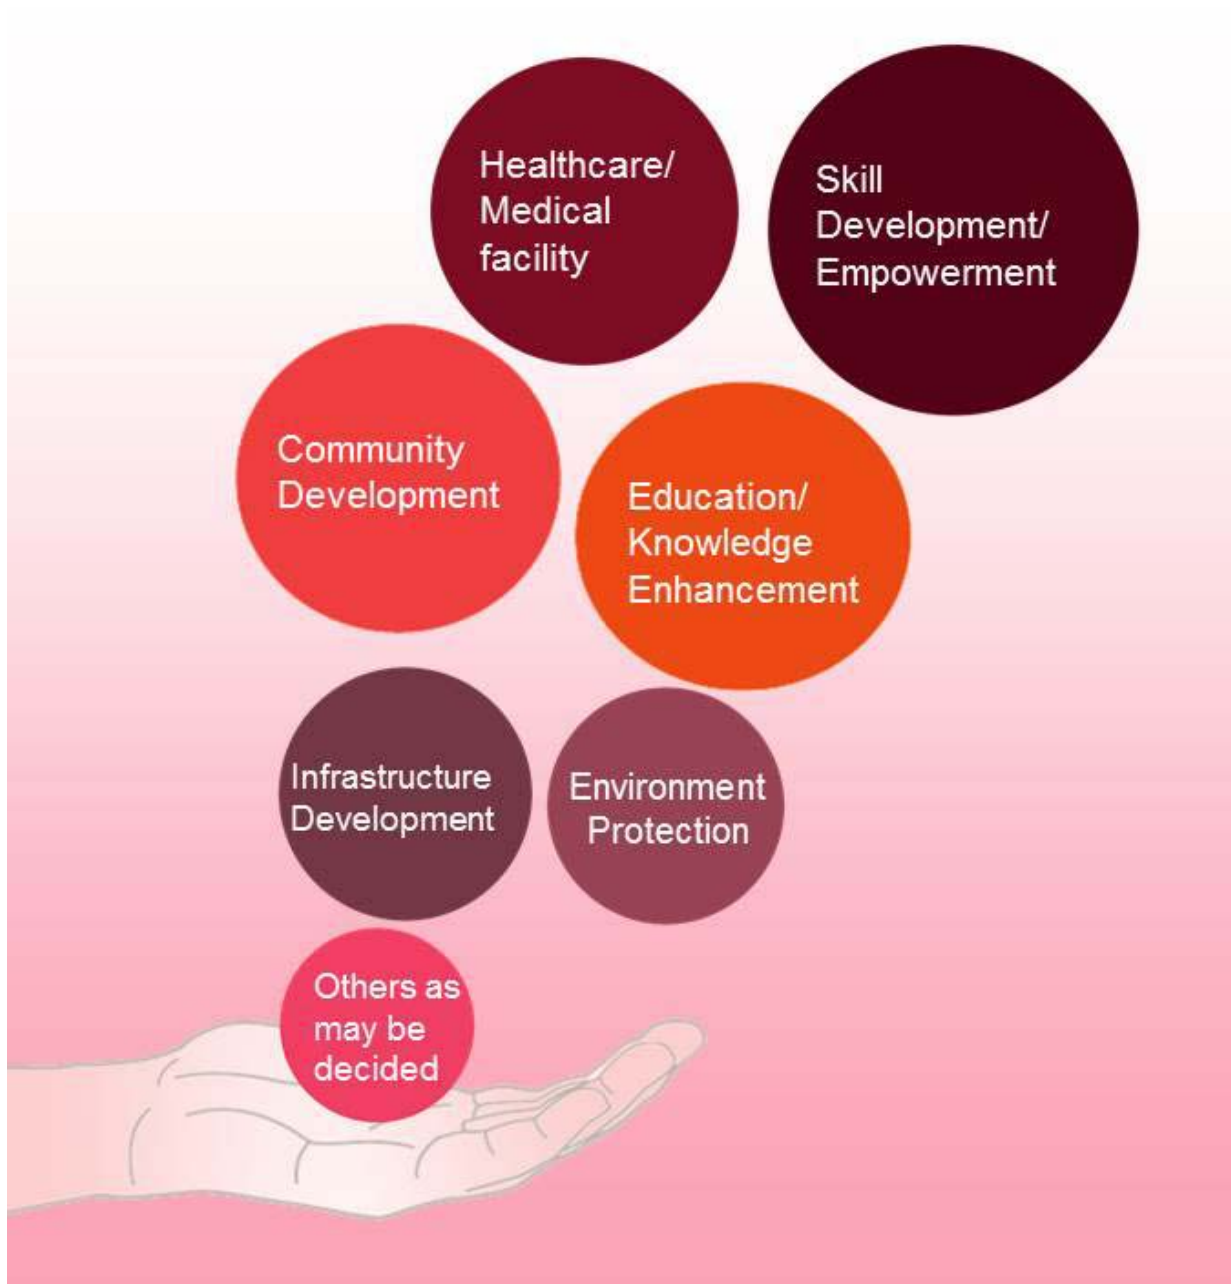 Healthcare/
Medical
facility
Skill
Development/
Empowerment
Community
Development
Education/
Knowledge
Enhancement
Infrastructure
Development
Environment
Protection
Others as
may be
decided